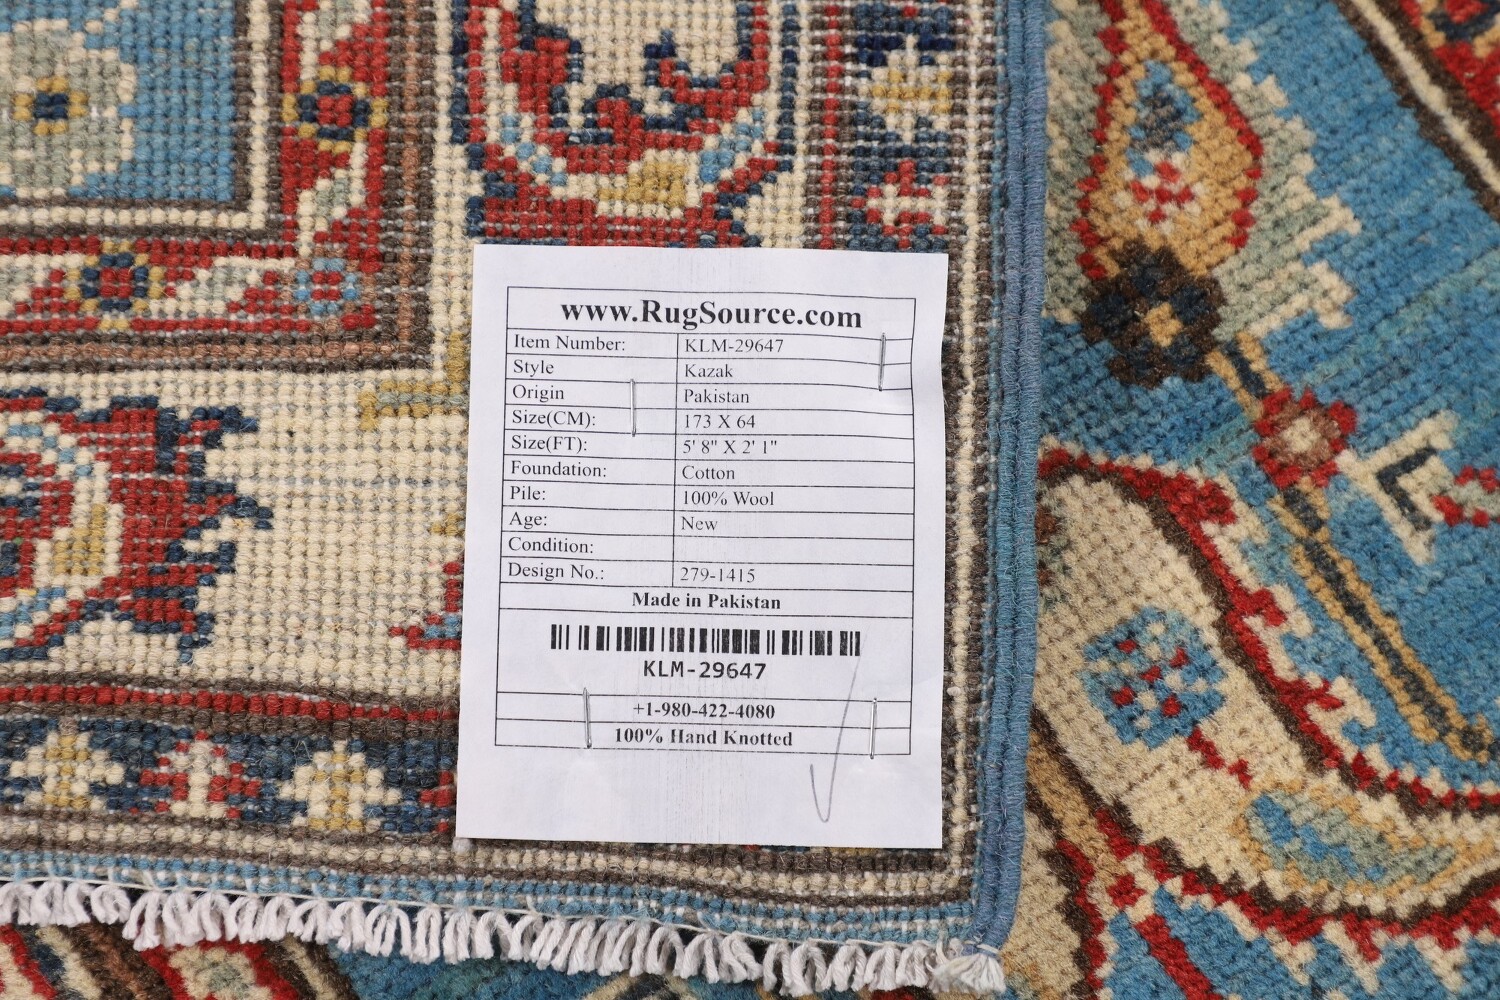 www.RugSource.com
Item Number: KLM-29647
Style Kazak
Origin Pakistan
Size(CM): 173 X 64
Size(FT): 5' 8" X 2' 1"
Foundation: Cotton
Pile: 100% Wool
Age: New
Condition:
Design No.: 279-1415
Made in Pakistan
KLM-29647
+1-980-422-4080
100% Hand Knotted